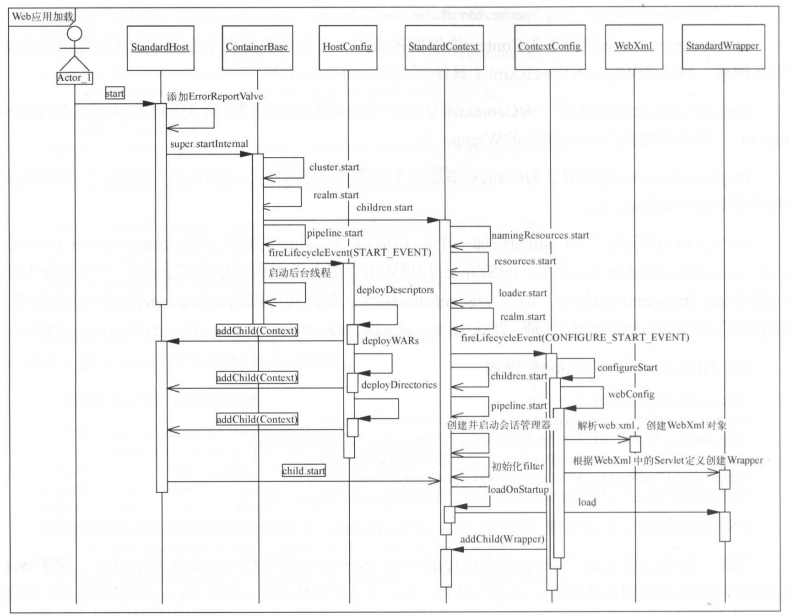 Web应用加载
StandardHost
ContainerBase
HostConfig
StandardContext
ContextConfig
WebXml
StandardWrapper
Actor_1
start
添加ErrorReportValve
super.startInternal
cluster.start
realm.start
children.start
pipeline.start
namingResources.start
fireLifecycleEvent(START_EVENT)
resources.start
启动后台线程
deployDescriptors
loader.start
realm.start
addChild(Context)
deployWARs
fireLifecycleEvent(CONFIGURE_START_EVENT)
configureStart
addChild(Context)
deployDirectories
children.start
webConfig
pipeline.start
addChild(Context)
创建并启动会话管理器
解析web.xml，创建WebXml对象
child.start
初始化filter
根据WebXml中的Servlet定义创建Wrapper
loadOnStartup
load
addChild(Wrapper)